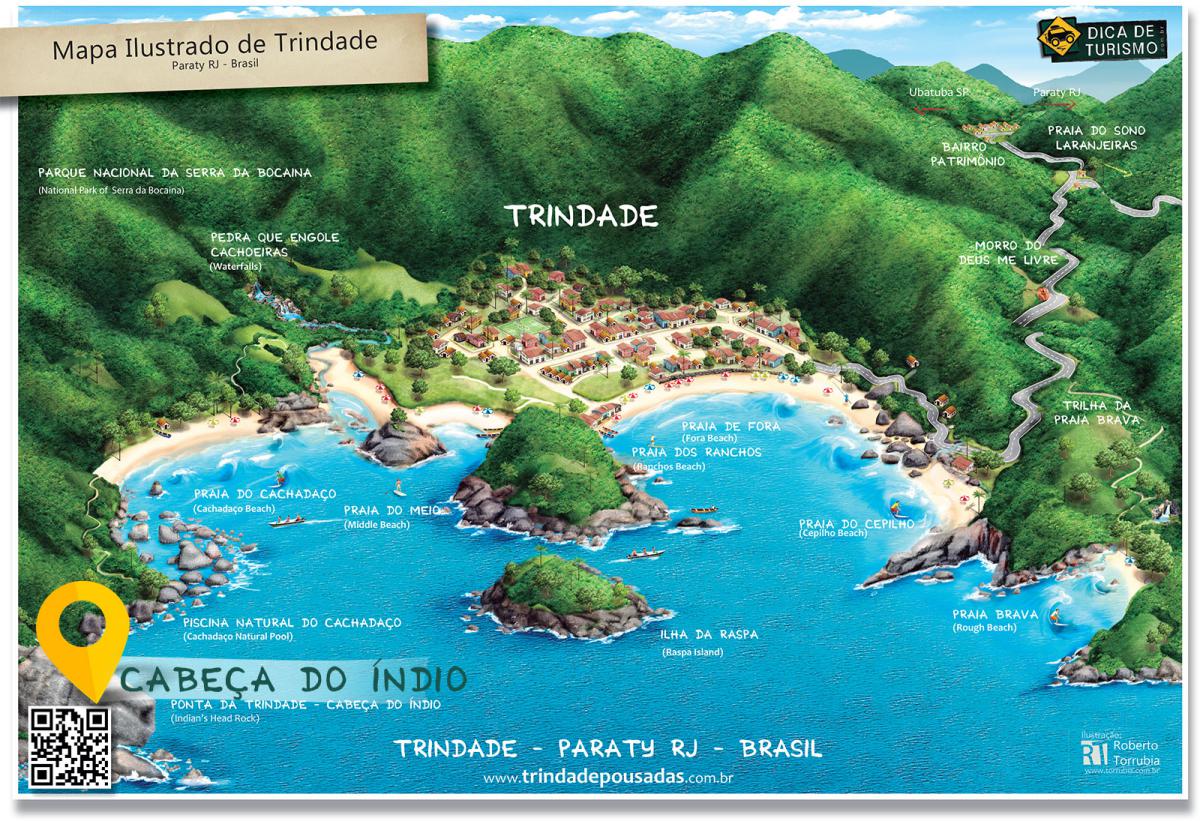 Mapa Ilustrado de Trindade
Paraty RJ - Brasil
DICA DE
TURISMO
.com.br
Ubatuba SP
Paraty RJ
BAIRRO
PATRIMÔNIO
PRAIA DO SONO
LARANJEIRAS
PARQUE NACIONAL DA SERRA DA BOCAINA
(National Park of Serra da Bocaina)
TRINDADE
PEDRA QUE ENGOLE
CACHOEIRAS
(Waterfalls)
MORRO DO
DEUS ME LIVRE
TRILHA DA
PRAIA BRAVA
PRAIA DE FORA
(Fora Beach)
PRAIA DOS RANCHOS
(Ranchos Beach)
PRAIA DO CACHADAÇO
(Cachadaço Beach)
PRAIA DO MEIO
(Middle Beach)
PRAIA DO CEPILHO
(Cepilho Beach)
PRAIA BRAVA
(Rough Beach)
PISCINA NATURAL DO CACHADAÇO
(Cachadaço Natural Pool)
ILHA DA RASPA
(Raspa Island)
CABEÇA DO ÍNDIO
PONTA DA TRINDADE - CABEÇA DO ÍNDIO
(Indian's Head Rock)
TRINDADE - PARATY RJ - BRASIL
www.trindadepousadas.com.br
Ilustração:
RT Roberto
Torrubia
www.torrubia.com.br